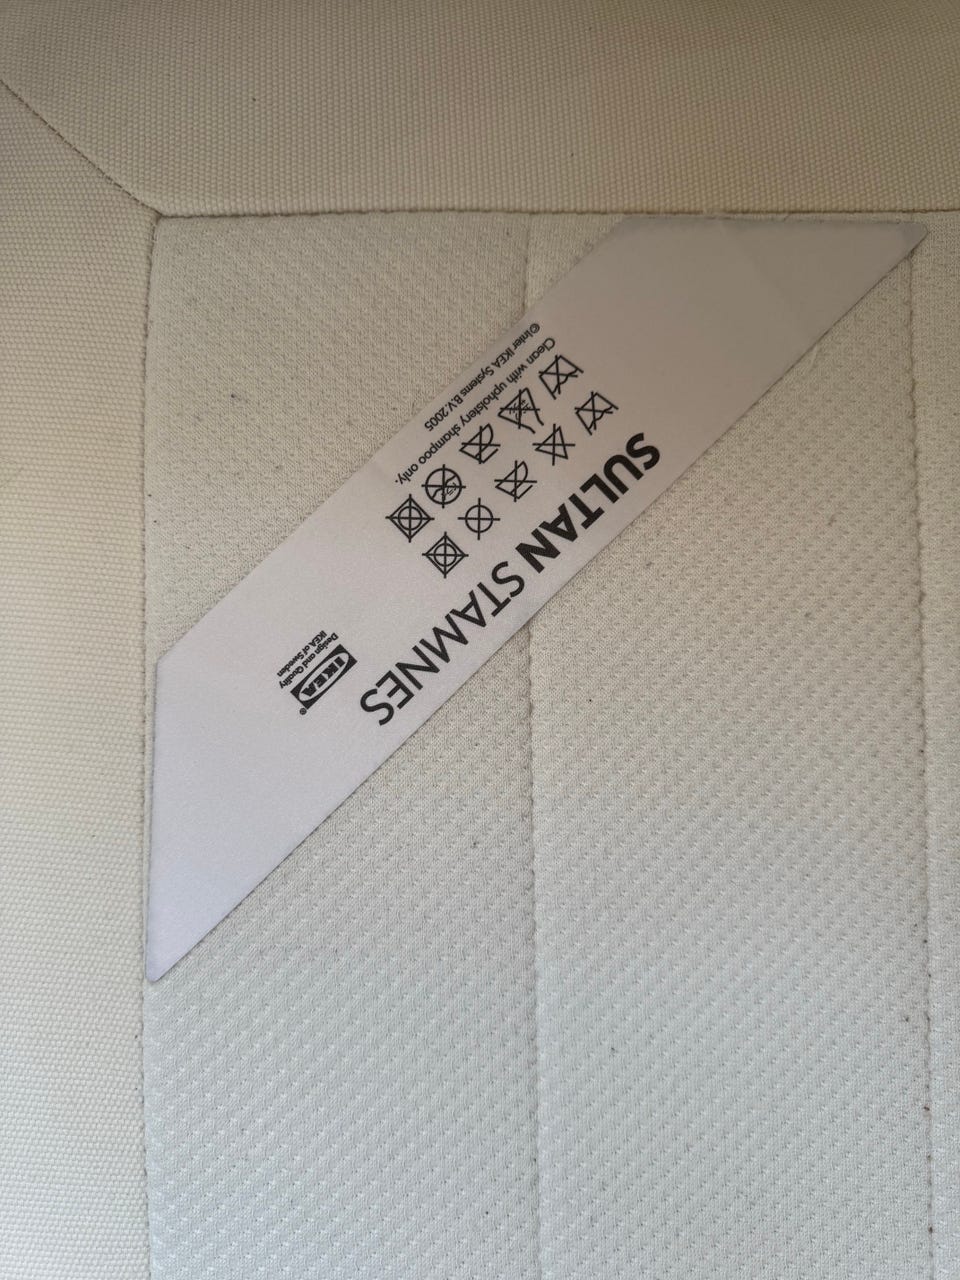 SULTAN STAMNES
Clean with upholstery shampoo only.
©Inter IKEA Systems B.V. 2005
IKEA®
Design and Quality
IKEA of Sweden